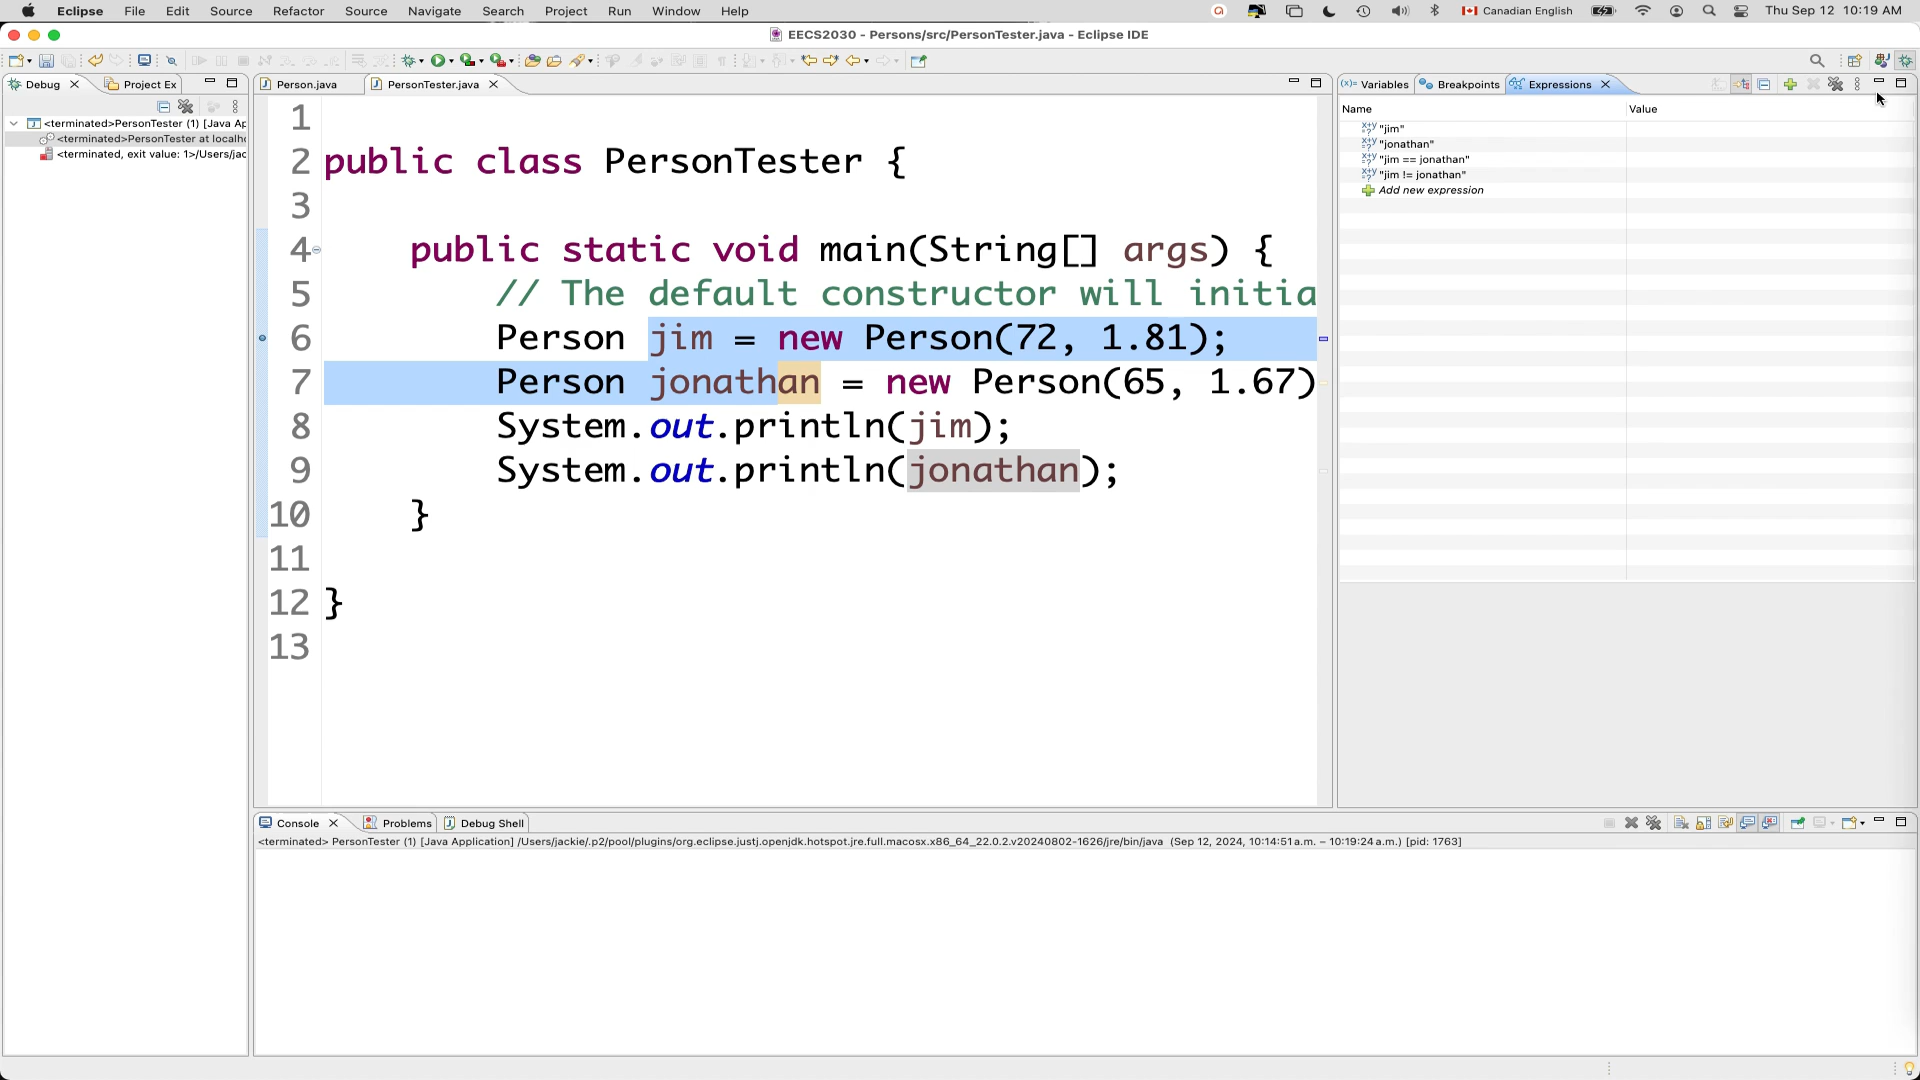 Eclipse File Edit Source Refactor Source Navigate Search Project Run Window Help Canadian English Thu Sep 12 10:19 AM
EECS2030 - Persons/src/PersonTester.java - Eclipse IDE
Debug Project Ex
<terminated>PersonTester (1) [Java Ap
<terminated>PersonTester at localho
<terminated, exit value: 1>/Users/jac
Person.java PersonTester.java
1
2 public class PersonTester {
3
4 public static void main(String[] args) {
5 // The default constructor will initia
6 Person jim = new Person(72, 1.81);
7 Person jonathan = new Person(65, 1.67)
8 System.out.println(jim);
9 System.out.println(jonathan);
10 }
11
12 }
13
(x)= Variables Breakpoints Expressions
Name Value
"jim"
"jonathan"
"jim == jonathan"
"jim != jonathan"
Add new expression
Console Problems Debug Shell
<terminated> PersonTester (1) [Java Application] /Users/jackie/.p2/pool/plugins/org.eclipse.justj.openjdk.hotspot.jre.full.macosx.x86_64_22.0.2.v20240802-1626/jre/bin/java (Sep 12, 2024, 10:14:51 a.m. – 10:19:24 a.m.) [pid: 1763]